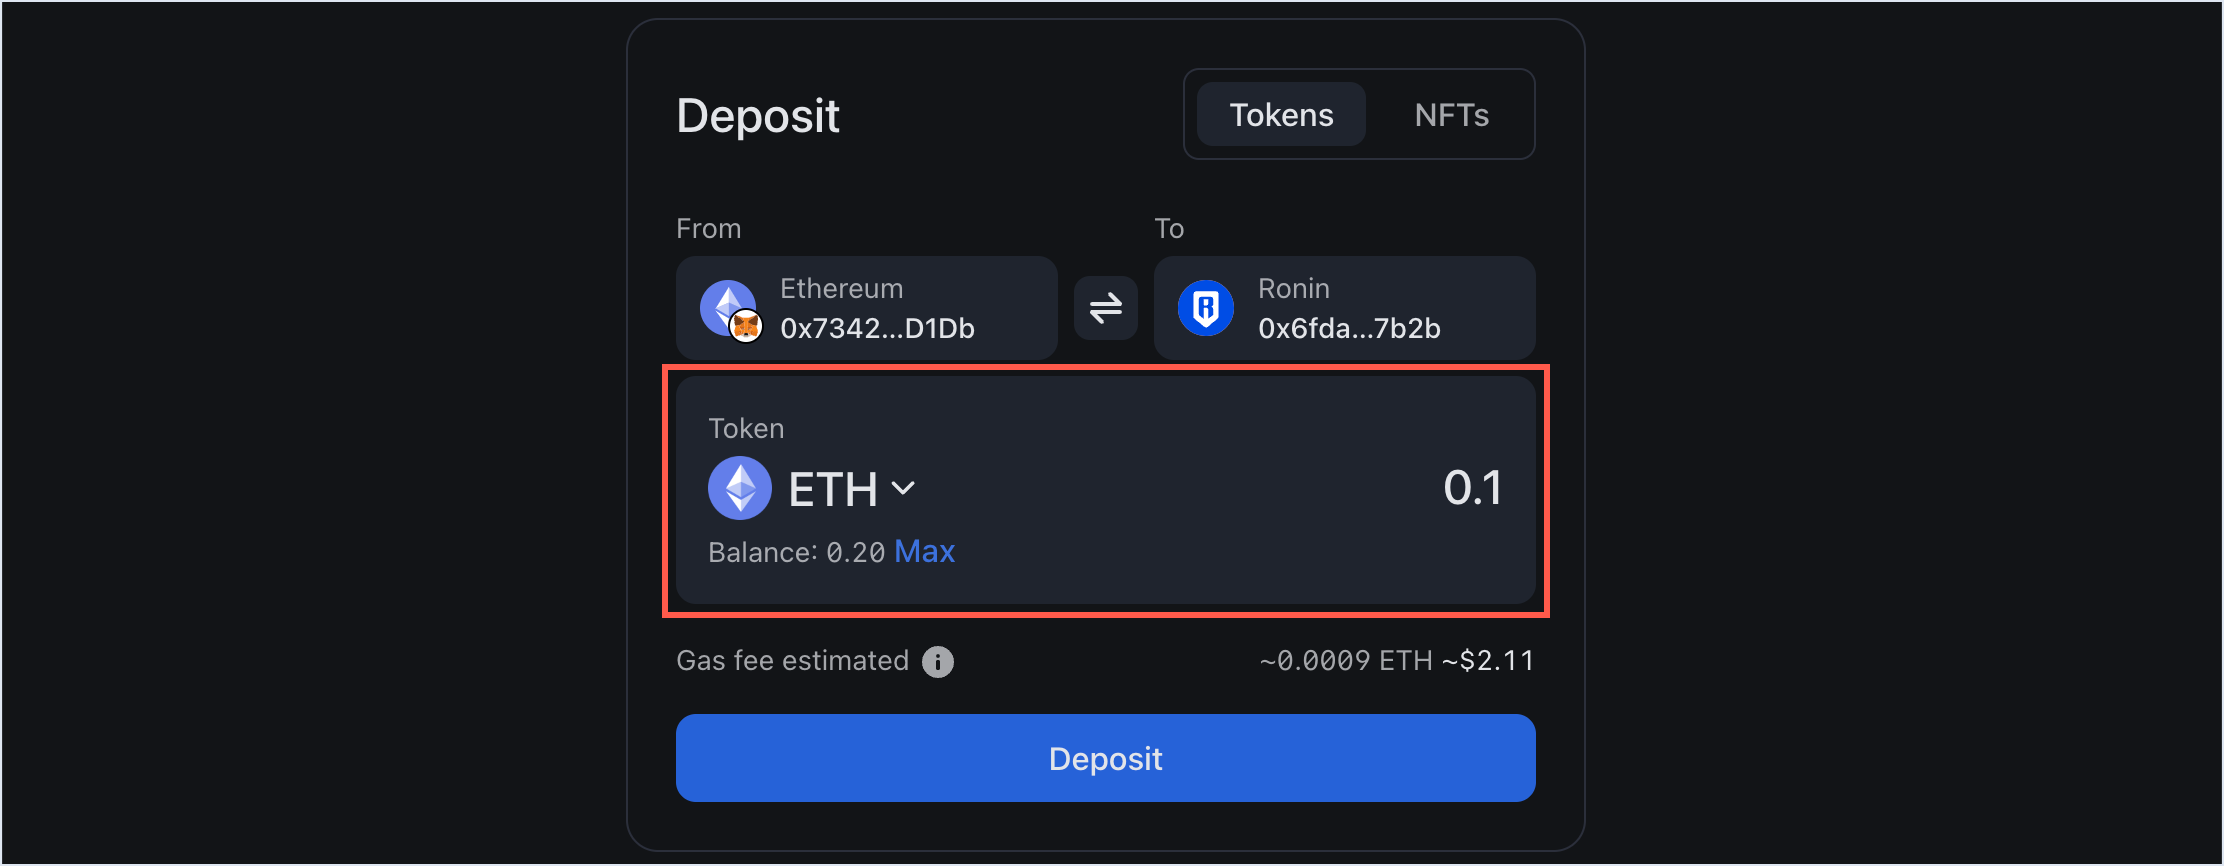 Deposit
Tokens
NFTs
From
To
Ethereum
0x7342...D1Db
Ronin
0x6fda...7b2b
Token
ETH
0.1
Balance: 0.20 Max
Gas fee estimated
~0.0009 ETH ~$2.11
Deposit